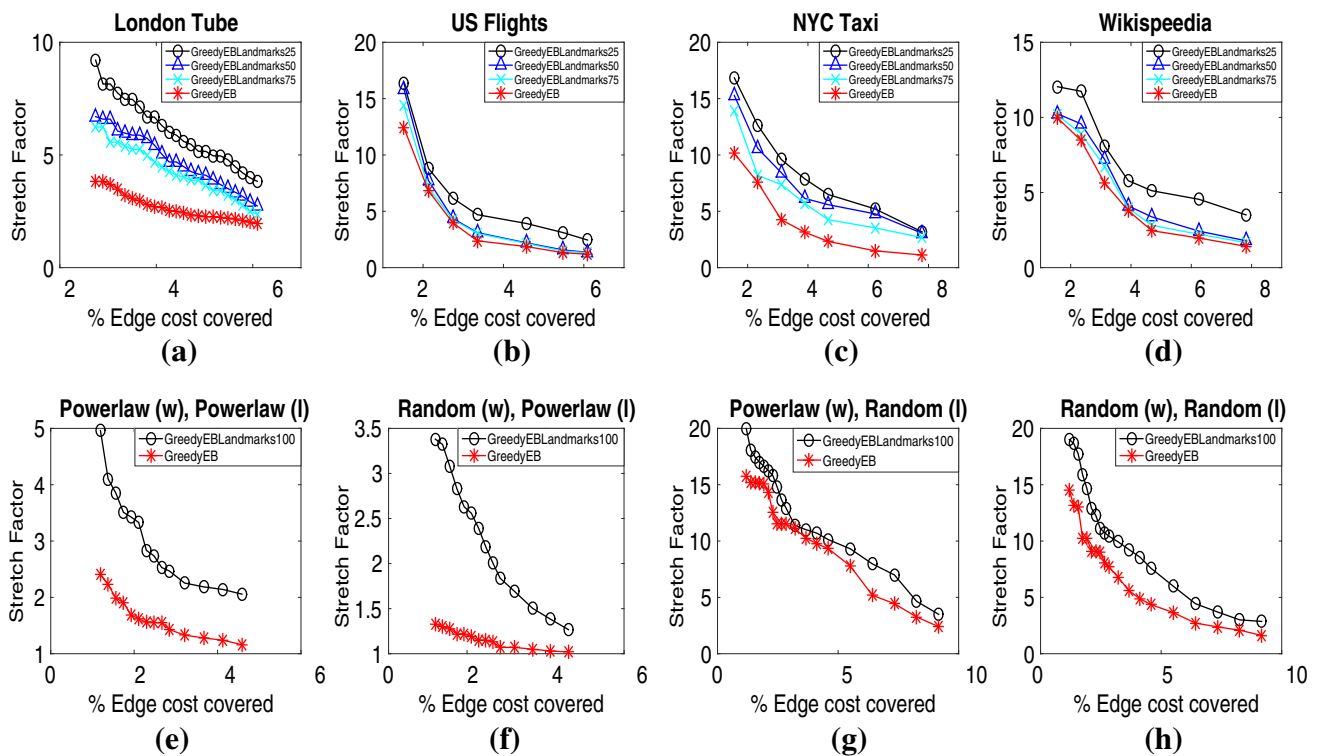 London Tube
10
5
0
2
4
6
Stretch Factor
% Edge cost covered
GreedyEBLandmarks25
GreedyEBLandmarks50
GreedyEBLandmarks75
GreedyEB
(a)
US Flights
20
15
10
5
0
0
2
4
6
Stretch Factor
% Edge cost covered
GreedyEBLandmarks25
GreedyEBLandmarks50
GreedyEBLandmarks75
GreedyEB
(b)
NYC Taxi
20
15
10
5
0
2
4
6
8
Stretch Factor
% Edge cost covered
GreedyEBLandmarks25
GreedyEBLandmarks50
GreedyEBLandmarks75
GreedyEB
(c)
Wikispeedia
15
10
5
0
2
4
6
8
Stretch Factor
% Edge cost covered
GreedyEBLandmarks25
GreedyEBLandmarks50
GreedyEBLandmarks75
GreedyEB
(d)
Powerlaw (w), Powerlaw (l)
5
4
3
2
1
0
2
4
6
Stretch Factor
% Edge cost covered
GreedyEBLandmarks100
GreedyEB
(e)
Random (w), Powerlaw (l)
3.5
3
2.5
2
1.5
1
0
2
4
6
Stretch Factor
% Edge cost covered
GreedyEBLandmarks100
GreedyEB
(f)
Powerlaw (w), Random (l)
20
15
10
5
0
0
5
10
Stretch Factor
% Edge cost covered
GreedyEBLandmarks100
GreedyEB
(g)
Random (w), Random (l)
20
15
10
5
0
0
5
10
Stretch Factor
% Edge cost covered
GreedyEBLandmarks100
GreedyEB
(h)